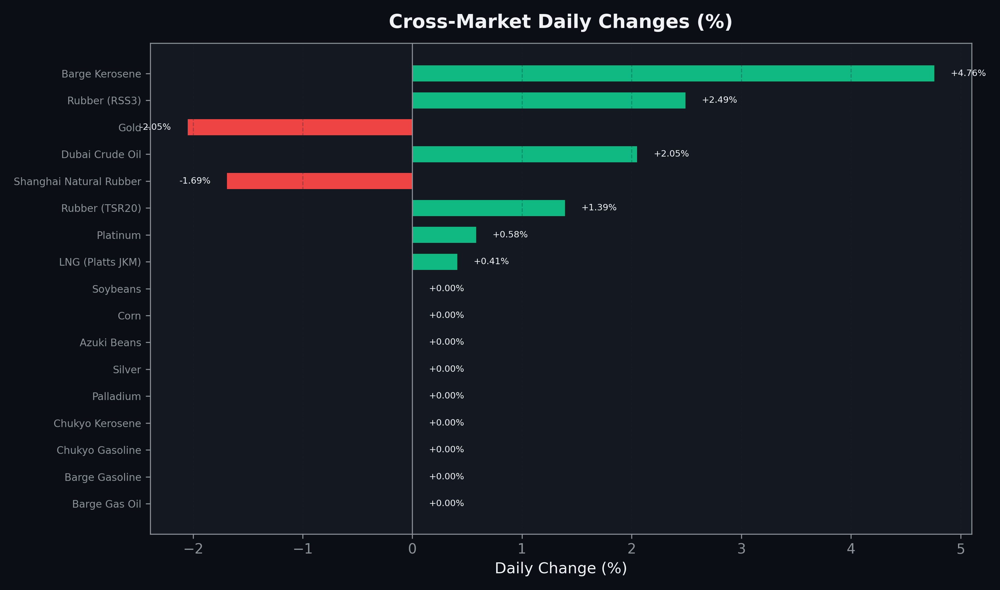 Cross-Market Daily Changes (%)
Barge Kerosene +4.76%
Rubber (RSS3) +2.49%
Gold -2.05%
Dubai Crude Oil +2.05%
Shanghai Natural Rubber -1.69%
Rubber (TSR20) +1.39%
Platinum +0.58%
LNG (Platts JKM) +0.41%
Soybeans +0.00%
Corn +0.00%
Azuki Beans +0.00%
Silver +0.00%
Palladium +0.00%
Chukyo Kerosene +0.00%
Chukyo Gasoline +0.00%
Barge Gasoline +0.00%
Barge Gas Oil +0.00%
−2 −1 0 1 2 3 4 5
Daily Change (%)